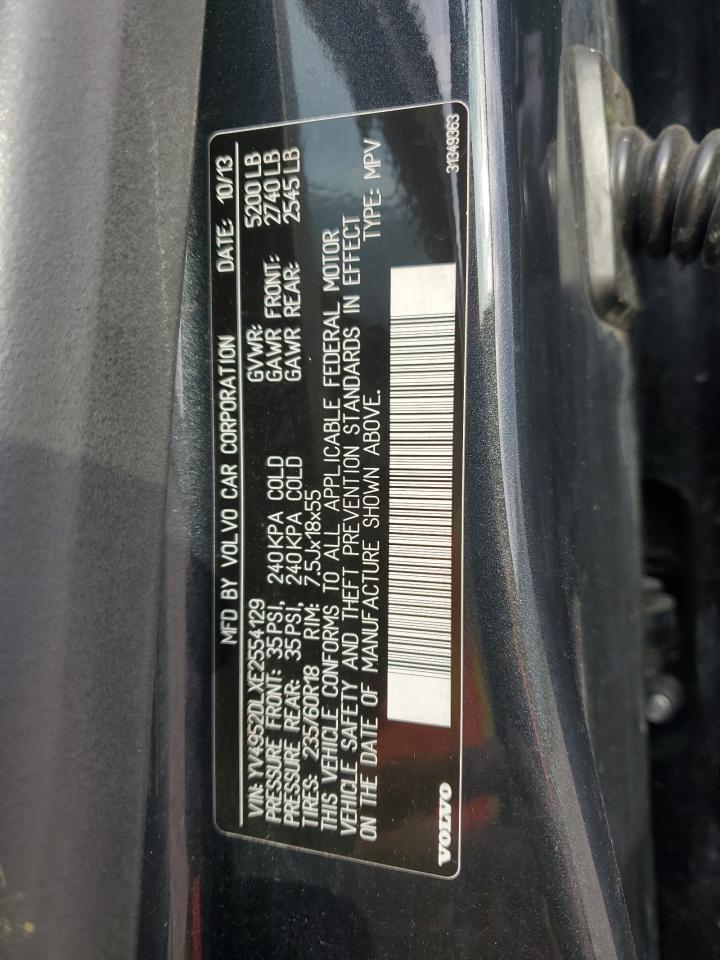 MFD BY VOLVO CAR CORPORATION DATE: 10/13
VIN: YV4952DLXE2554129 GVWR: 5200 LB
PRESSURE FRONT: 35 PSI, 240 KPA COLD GAWR FRONT: 2740 LB
PRESSURE REAR: 35 PSI, 240 KPA COLD GAWR REAR: 2545 LB
TIRES: 235/60R18 RIM: 7.5Jx18x55
THIS VEHICLE CONFORMS TO ALL APPLICABLE FEDERAL MOTOR
VEHICLE SAFETY AND THEFT PREVENTION STANDARDS IN EFFECT
ON THE DATE OF MANUFACTURE SHOWN ABOVE. TYPE: MPV
VOLVO 31349363